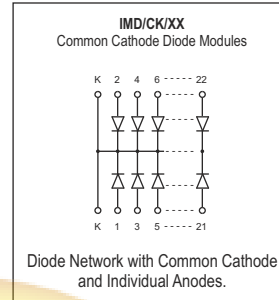 IMD/CK/XX
Common Cathode Diode Modules
K 2 4 6 22
K 1 3 5 21
Diode Network with Common Cathode
and Individual Anodes.